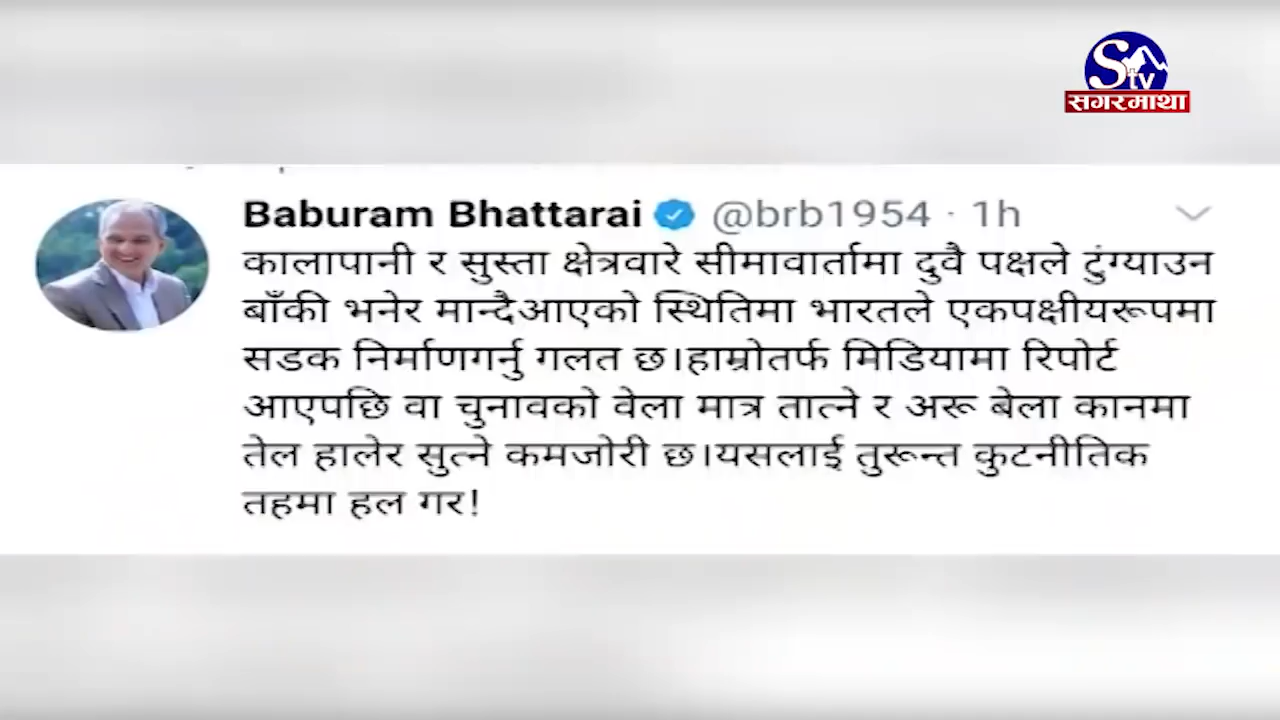 STV
सगरमाथा
Baburam Bhattarai @brb1954 · 1h
कालापानी र सुस्ता क्षेत्रवारे सीमावार्तामा दुवै पक्षले टुंग्याउन
बाँकी भनेर मान्दैआएको स्थितिमा भारतले एकपक्षीयरूपमा
सडक निर्माणगर्नु गलत छ।हाम्रोतर्फ मिडियामा रिपोर्ट
आएपछि वा चुनावको वेला मात्र तात्ने र अरू बेला कानमा
तेल हालेर सुत्ने कमजोरी छ।यसलाई तुरून्त कुटनीतिक
तहमा हल गर!